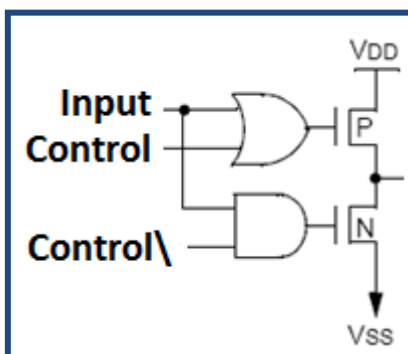 VDD
Input
P
Control
N
Control\
VSS